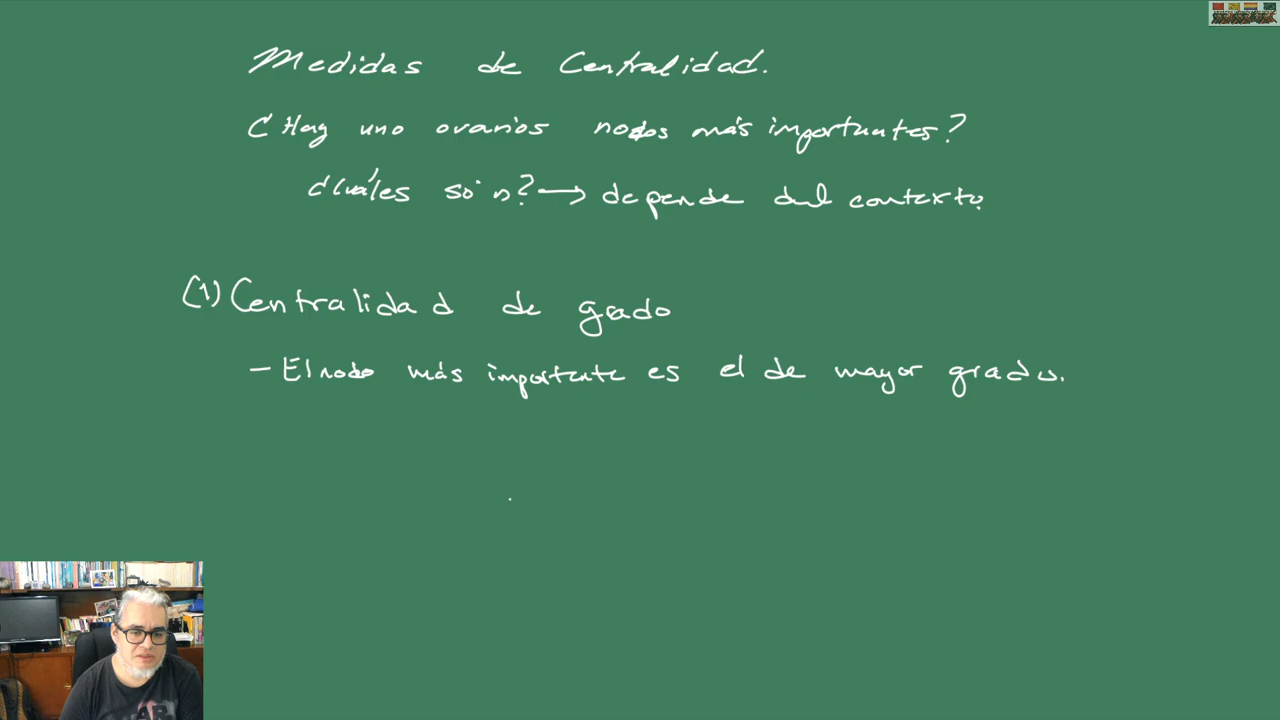 Medidas de Centralidad.
¿Hay uno o varios nodos más importantes?
¿Cuáles son? → depende del contexto.
(1) Centralidad de grado
- El nodo más importante es el de mayor grado.